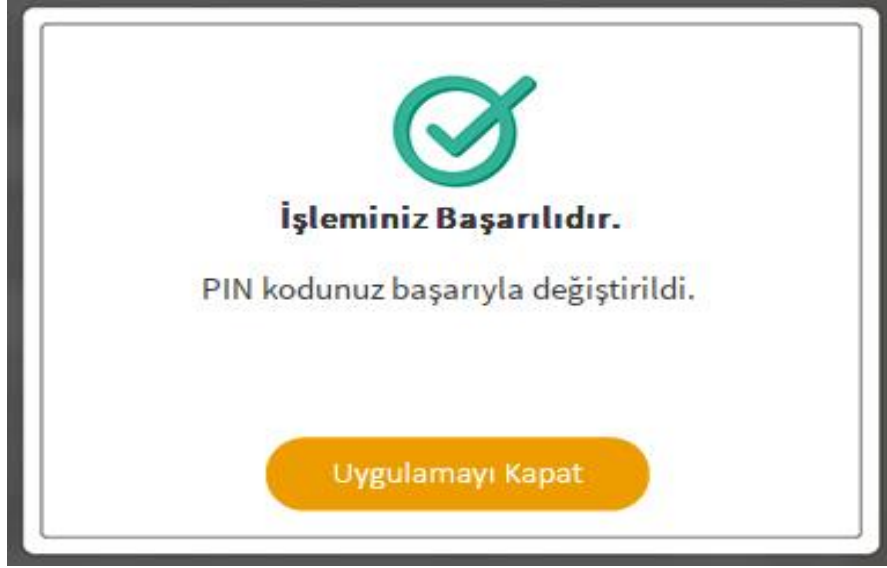 İşleminiz Başarılıdır.
PIN kodunuz başarıyla değiştirildi.
Uygulamayı Kapat